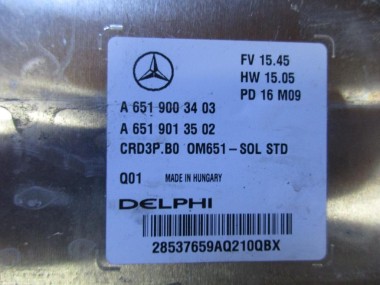 FV 15.45
HW 15.05
PD 16 M09
A 651 900 34 03
A 651 901 35 02
CRD3P.B0 OM651-SOL STD
Q01 MADE IN HUNGARY
DELPHI
28537659AQ210QBX